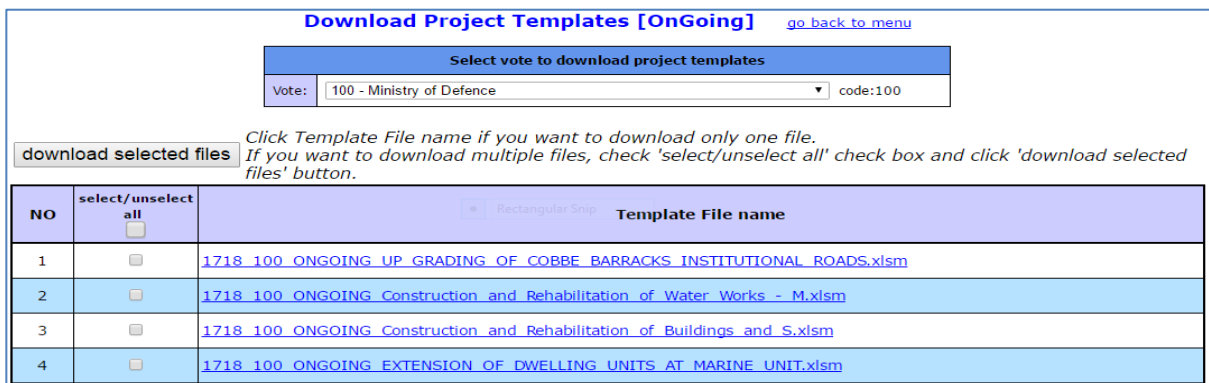 Download Project Templates [OnGoing] go back to menu
Select vote to download project templates
Vote: 100 - Ministry of Defence code:100
Click Template File name if you want to download only one file.
download selected files If you want to download multiple files, check 'select/unselect all' check box and click 'download selected
files' button.
NO select/unselect all Template File name
Rectangular Snip
1 1718_100_ONGOING_UP_GRADING_OF_COBBE_BARRACKS_INSTITUTIONAL_ROADS.xlsm
2 1718_100_ONGOING_Construction_and_Rehabilitation_of_Water_Works_-_M.xlsm
3 1718_100_ONGOING_Construction_and_Rehabilitation_of_Buildings_and_S.xlsm
4 1718_100_ONGOING_EXTENSION_OF_DWELLING_UNITS_AT_MARINE_UNIT.xlsm